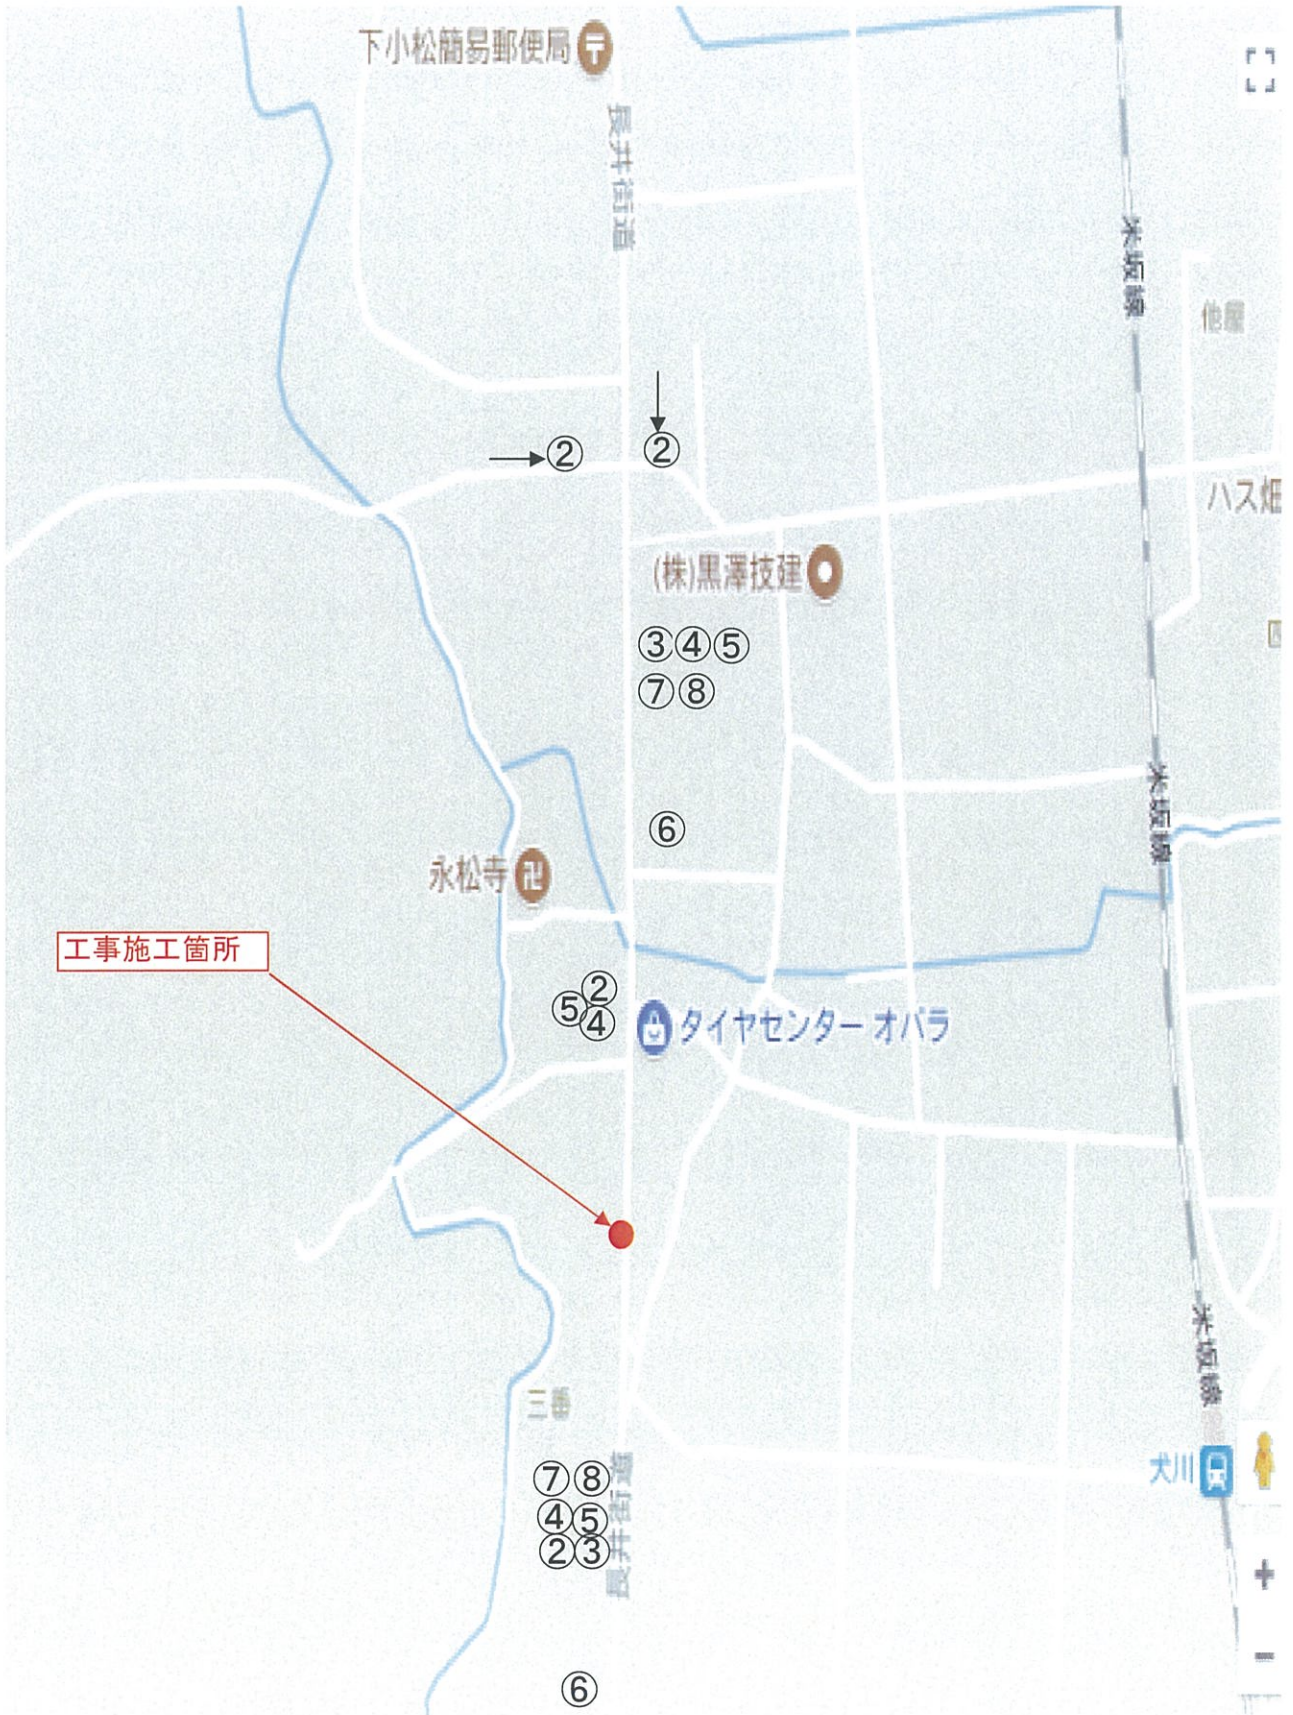 下小松簡易郵便局
長井街道
米坂線
他屋
②
②
ハス畑
(株)黒澤技建
③④⑤
⑦⑧
米坂線
⑥
永松寺
工事施工箇所
②
⑤
④
タイヤセンター オバラ
米坂線
三番
犬川
⑦⑧
④⑤
②③
長井街道
⑥